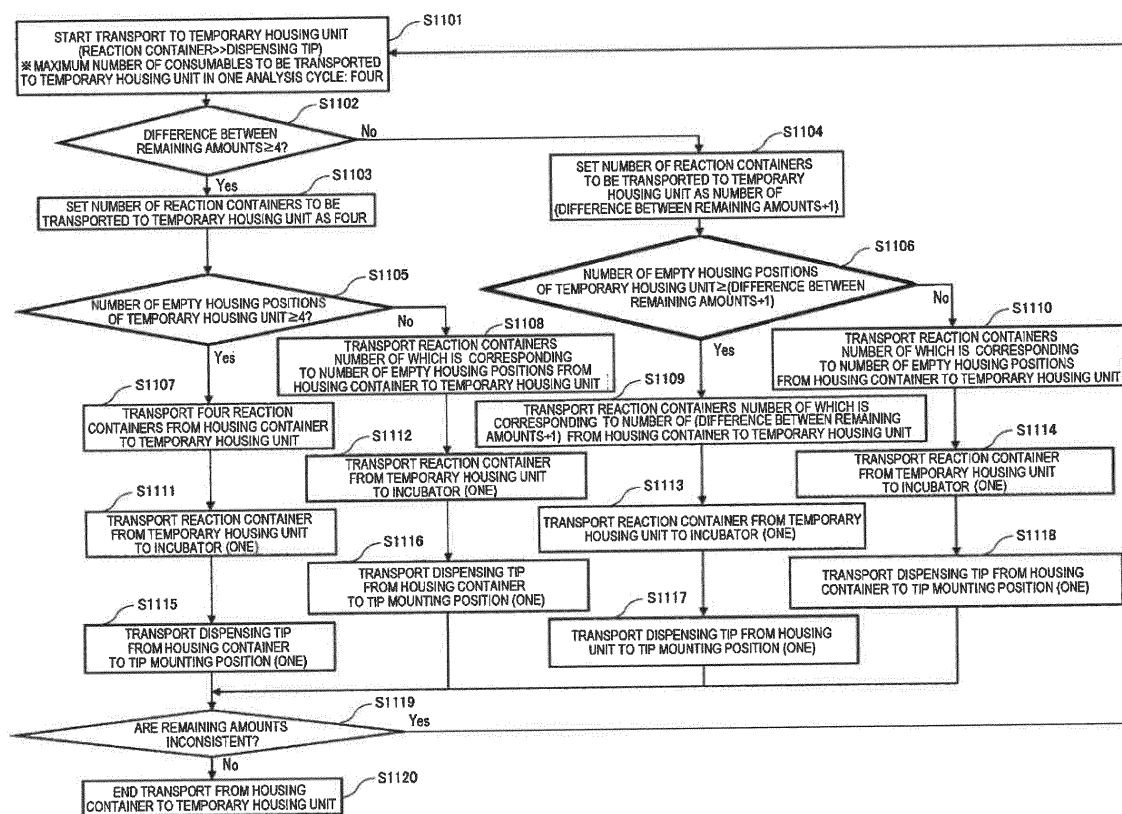 S1101
START TRANSPORT TO TEMPORARY HOUSING UNIT
(REACTION CONTAINER>>DISPENSING TIP)
※ MAXIMUM NUMBER OF CONSUMABLES TO BE TRANSPORTED
TO TEMPORARY HOUSING UNIT IN ONE ANALYSIS CYCLE: FOUR
S1102
DIFFERENCE BETWEEN
REMAINING AMOUNTS≥4?
No
Yes
S1103
SET NUMBER OF REACTION CONTAINERS TO BE
TRANSPORTED TO TEMPORARY HOUSING UNIT AS FOUR
S1104
SET NUMBER OF REACTION CONTAINERS
TO BE TRANSPORTED TO TEMPORARY
HOUSING UNIT AS NUMBER OF
(DIFFERENCE BETWEEN REMAINING AMOUNTS+1)
S1105
NUMBER OF EMPTY HOUSING POSITIONS
OF TEMPORARY HOUSING UNIT≥4?
No
Yes
S1106
NUMBER OF EMPTY HOUSING POSITIONS
OF TEMPORARY HOUSING UNIT≥(DIFFERENCE BETWEEN
REMAINING AMOUNTS+1)
No
Yes
S1107
TRANSPORT FOUR REACTION
CONTAINERS FROM HOUSING CONTAINER
TO TEMPORARY HOUSING UNIT
S1108
TRANSPORT REACTION CONTAINERS
NUMBER OF WHICH IS CORRESPONDING
TO NUMBER OF EMPTY HOUSING POSITIONS FROM
HOUSING CONTAINER TO TEMPORARY HOUSING UNIT
S1109
TRANSPORT REACTION CONTAINERS NUMBER OF WHICH IS
CORRESPONDING TO NUMBER OF (DIFFERENCE BETWEEN REMAINING
AMOUNTS+1) FROM HOUSING CONTAINER TO TEMPORARY HOUSING UNIT
S1110
TRANSPORT REACTION CONTAINERS
NUMBER OF WHICH IS CORRESPONDING
TO NUMBER OF EMPTY HOUSING POSITIONS
FROM HOUSING CONTAINER TO TEMPORARY HOUSING UNIT
S1111
TRANSPORT REACTION CONTAINER
FROM TEMPORARY HOUSING UNIT
TO INCUBATOR (ONE)
S1112
TRANSPORT REACTION CONTAINER
FROM TEMPORARY HOUSING UNIT
TO INCUBATOR (ONE)
S1113
TRANSPORT REACTION CONTAINER FROM TEMPORARY
HOUSING UNIT TO INCUBATOR (ONE)
S1114
TRANSPORT REACTION CONTAINER
FROM TEMPORARY HOUSING UNIT
TO INCUBATOR (ONE)
S1115
TRANSPORT DISPENSING TIP
FROM HOUSING CONTAINER
TO TIP MOUNTING POSITION (ONE)
S1116
TRANSPORT DISPENSING TIP
FROM HOUSING CONTAINER
TO TIP MOUNTING POSITION (ONE)
S1117
TRANSPORT DISPENSING TIP FROM HOUSING
UNIT TO TIP MOUNTING POSITION (ONE)
S1118
TRANSPORT DISPENSING TIP FROM HOUSING
CONTAINER TO TIP MOUNTING POSITION (ONE)
S1119
ARE REMAINING AMOUNTS
INCONSISTENT?
Yes
No
S1120
END TRANSPORT FROM HOUSING
CONTAINER TO TEMPORARY HOUSING UNIT